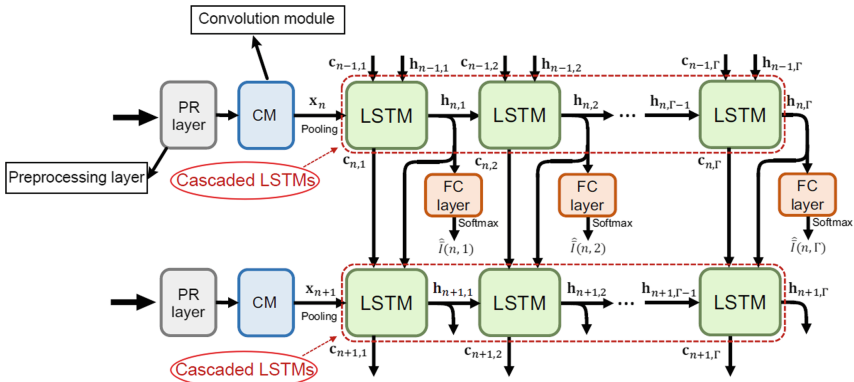 Convolution module
c_{n-1,1} h_{n-1,1} c_{n-1,2} h_{n-1,2} c_{n-1,Γ} h_{n-1,Γ}
PR layer CM x_n Pooling LSTM h_{n,1} LSTM h_{n,2} ... h_{n,Γ-1} LSTM h_{n,Γ}
Preprocessing layer
Cascaded LSTMs
c_{n,1} c_{n,2} c_{n,Γ}
FC layer FC layer FC layer
Softmax Softmax Softmax
Î̂(n, 1) Î̂(n, 2) Î̂(n, Γ)
PR layer CM x_{n+1} Pooling LSTM h_{n+1,1} LSTM h_{n+1,2} ... h_{n+1,Γ-1} LSTM h_{n+1,Γ}
Cascaded LSTMs
c_{n+1,1} c_{n+1,2} c_{n+1,Γ}